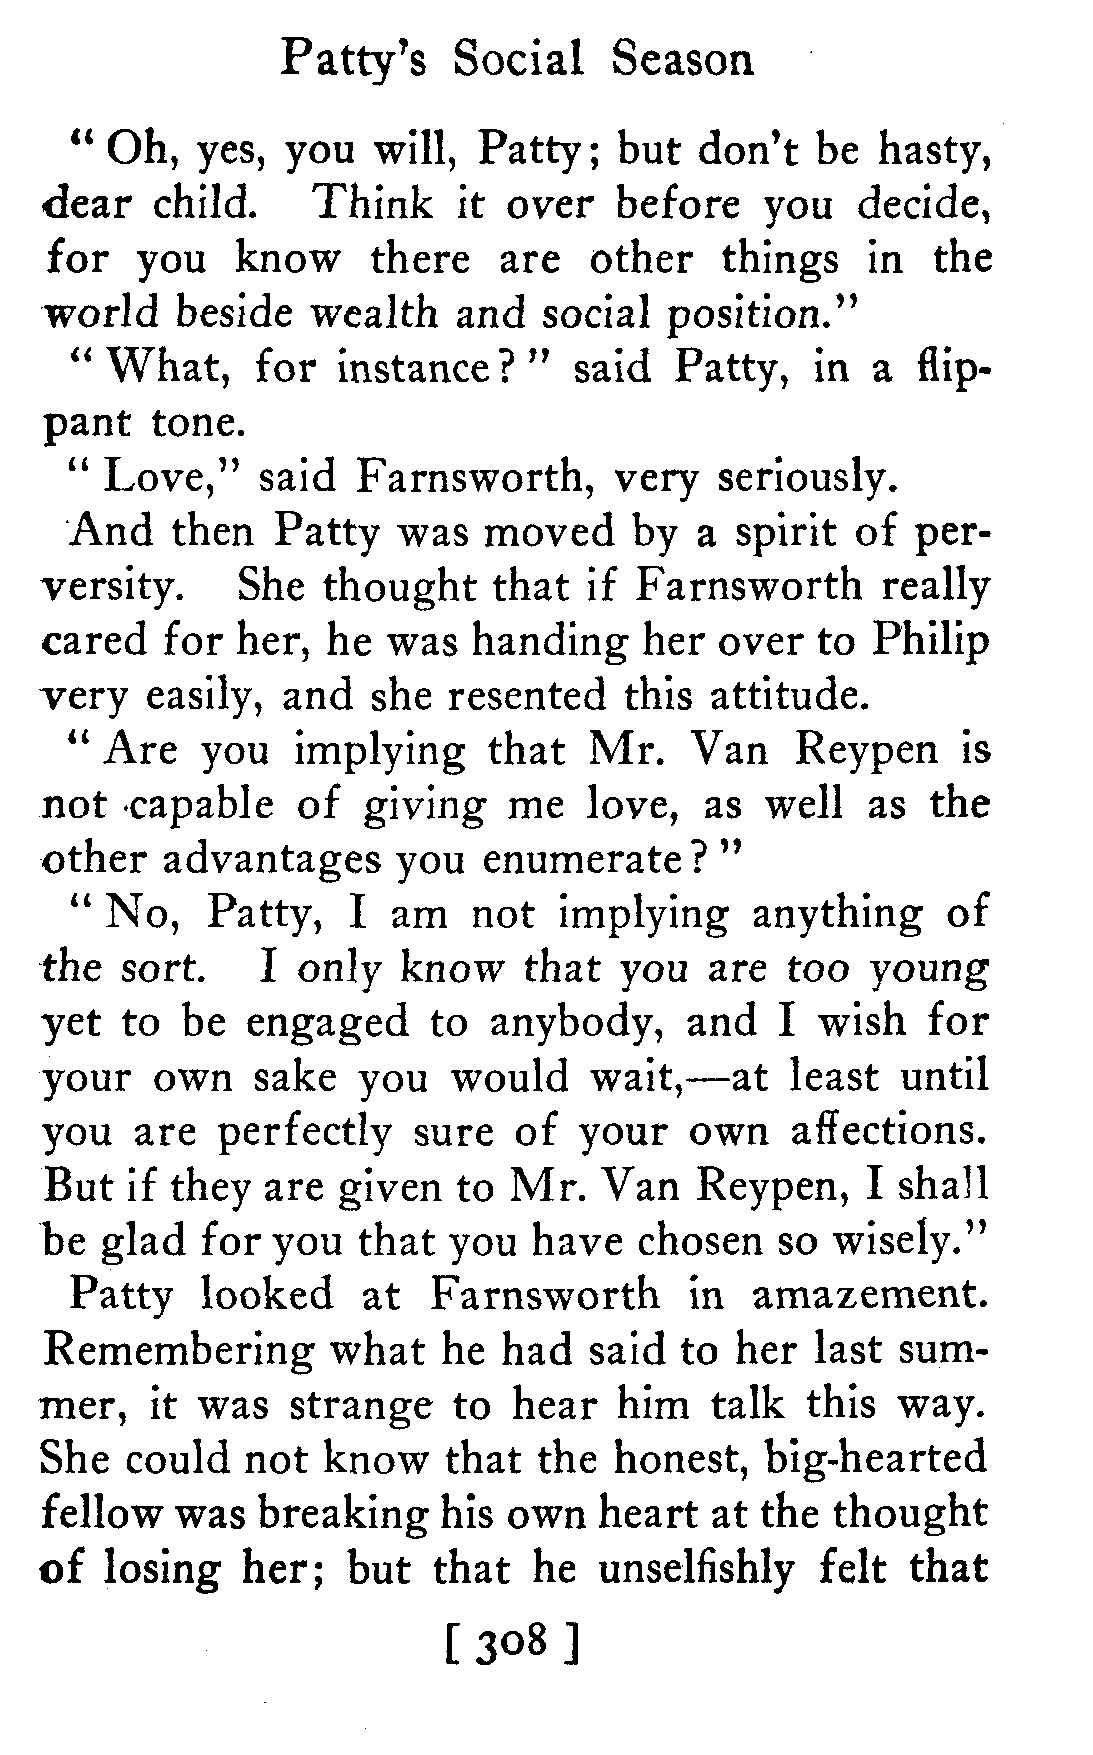 Patty's Social Season
“ Oh, yes, you will, Patty; but don't be hasty,
dear child. Think it over before you decide,
for you know there are other things in the
world beside wealth and social position.”
“ What, for instance? ” said Patty, in a flip-
pant tone.
“ Love,” said Farnsworth, very seriously.
And then Patty was moved by a spirit of per-
versity. She thought that if Farnsworth really
cared for her, he was handing her over to Philip
very easily, and she resented this attitude.
“ Are you implying that Mr. Van Reypen is
not capable of giving me love, as well as the
other advantages you enumerate? ”
“ No, Patty, I am not implying anything of
the sort. I only know that you are too young
yet to be engaged to anybody, and I wish for
your own sake you would wait,—at least until
you are perfectly sure of your own affections.
But if they are given to Mr. Van Reypen, I shall
be glad for you that you have chosen so wisely.”
Patty looked at Farnsworth in amazement.
Remembering what he had said to her last sum-
mer, it was strange to hear him talk this way.
She could not know that the honest, big-hearted
fellow was breaking his own heart at the thought
of losing her; but that he unselfishly felt that
[ 308 ]